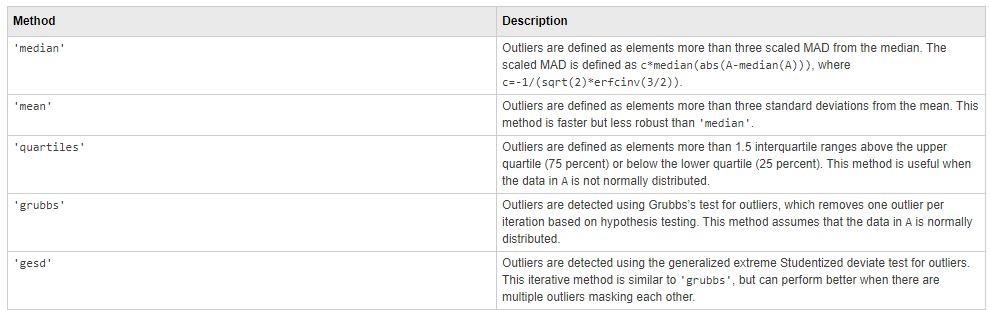 Method Description
'median' Outliers are defined as elements more than three scaled MAD from the median. The
scaled MAD is defined as c*median(abs(A-median(A))), where
c=-1/(sqrt(2)*erfcinv(3/2)).
'mean' Outliers are defined as elements more than three standard deviations from the mean. This
method is faster but less robust than 'median'.
'quartiles' Outliers are defined as elements more than 1.5 interquartile ranges above the upper
quartile (75 percent) or below the lower quartile (25 percent). This method is useful when
the data in A is not normally distributed.
'grubbs' Outliers are detected using Grubbs's test for outliers, which removes one outlier per
iteration based on hypothesis testing. This method assumes that the data in A is normally
distributed.
'gesd' Outliers are detected using the generalized extreme Studentized deviate test for outliers.
This iterative method is similar to 'grubbs', but can perform better when there are
multiple outliers masking each other.